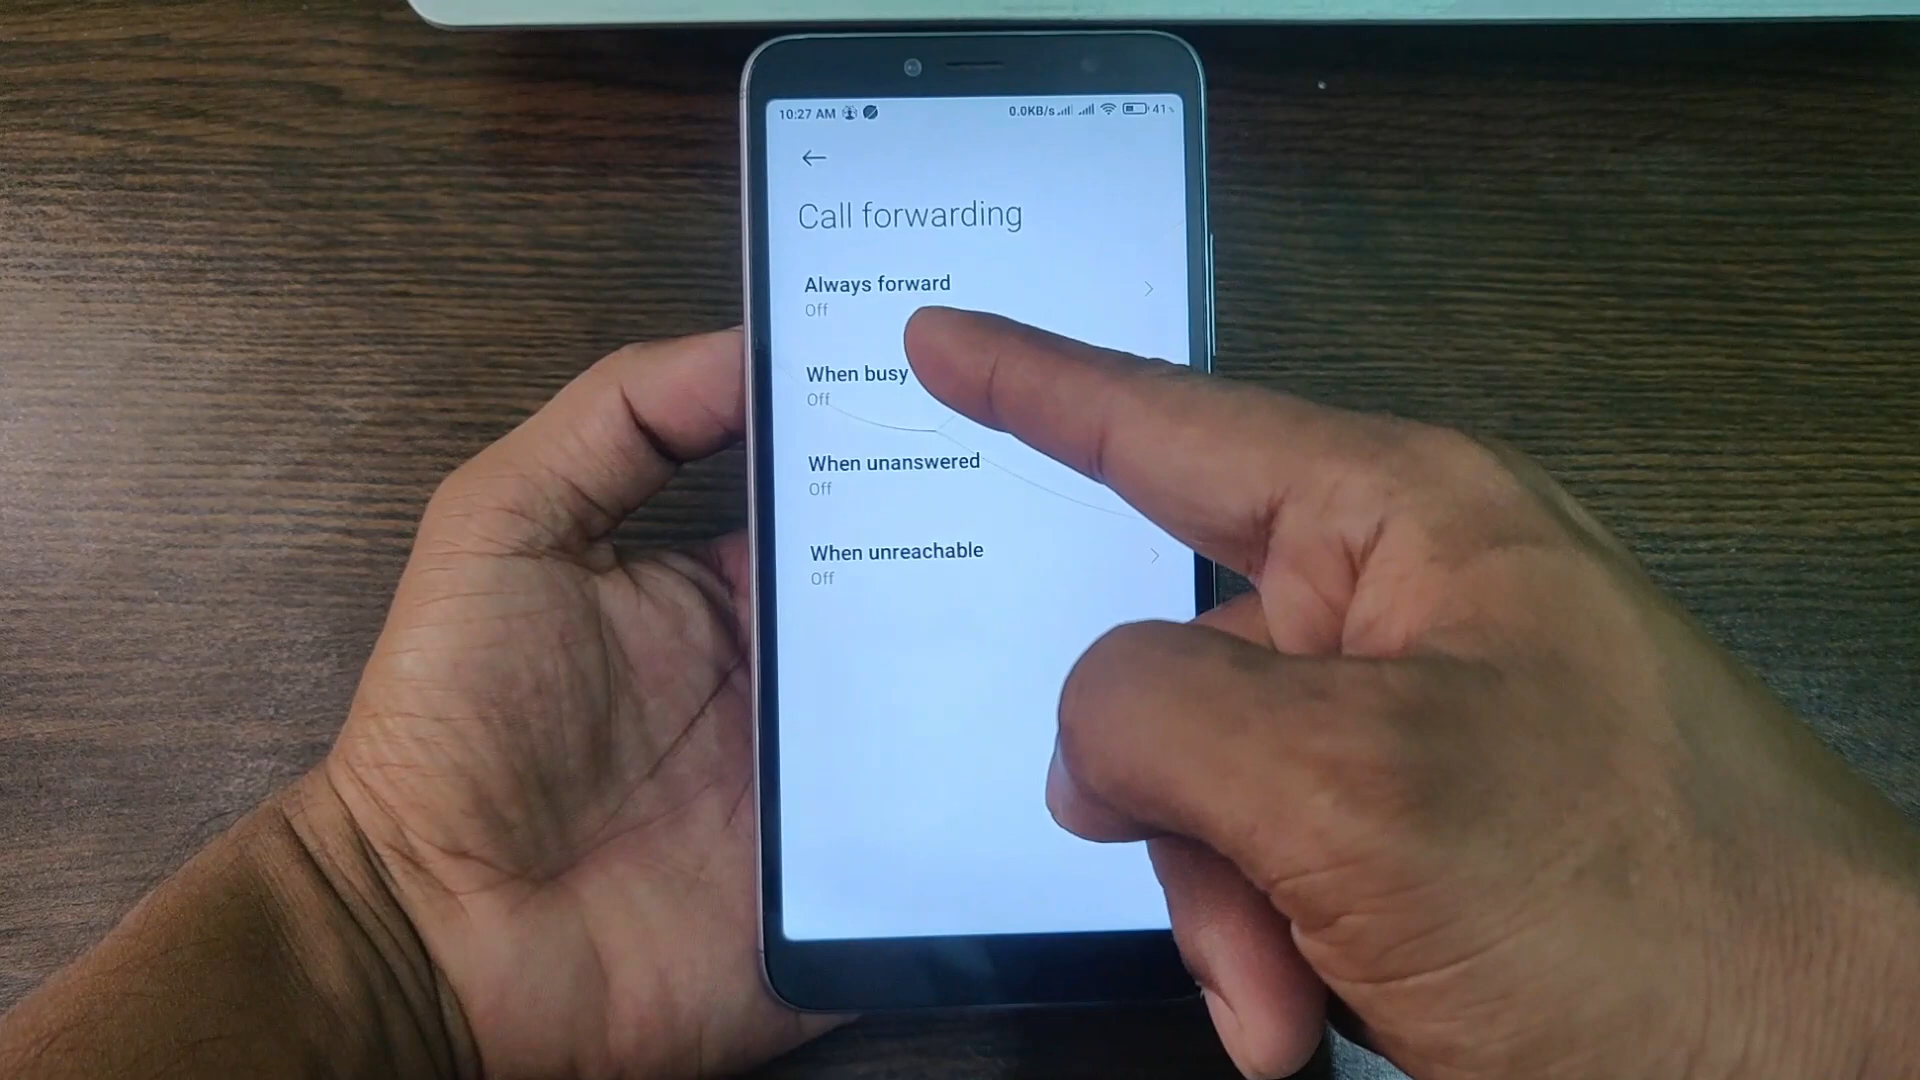 10:27 AM 0.0KB/s 41%
Call forwarding
Always forward
Off
When busy
Off
When unanswered
Off
When unreachable
Off